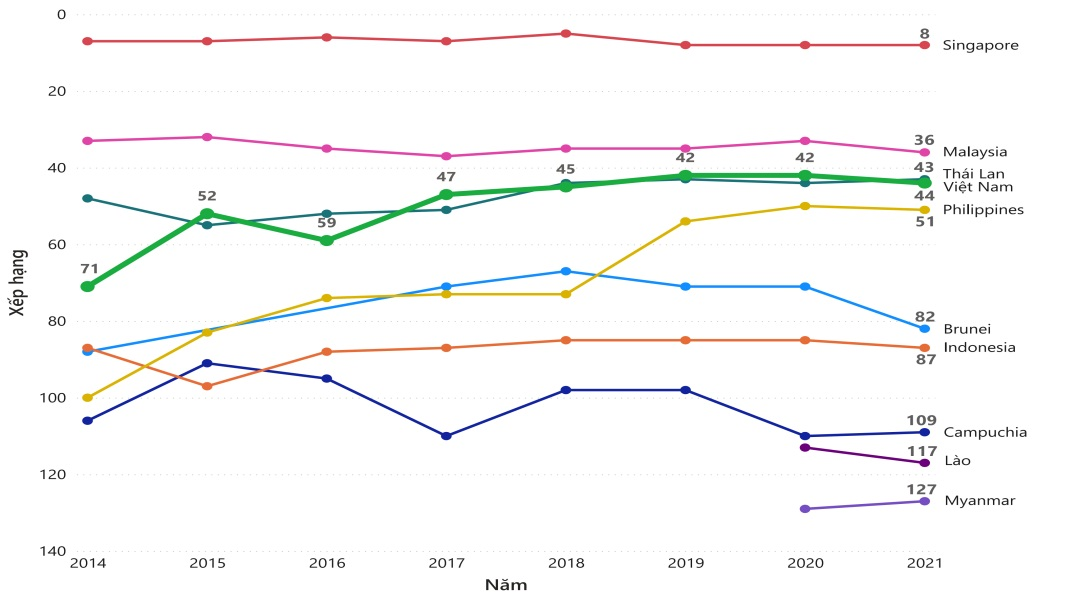 0
20
40
60
80
100
120
140
Xếp hạng
2014 2015 2016 2017 2018 2019 2020 2021
Năm
71 52 59 47 45 42 42 44
8
Singapore
36
Malaysia
43
Thái Lan
Việt Nam
Philippines
51
82
Brunei
Indonesia
87
109
Campuchia
117
Lào
127
Myanmar